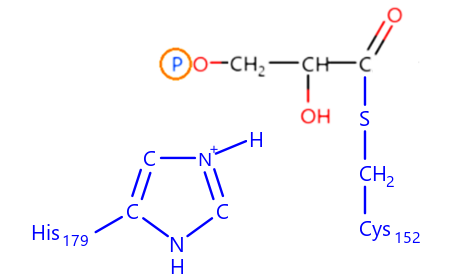 O
P O CH2 CH C
OH
S
H
C N+
CH2
C C
His179
Cys152
N
H